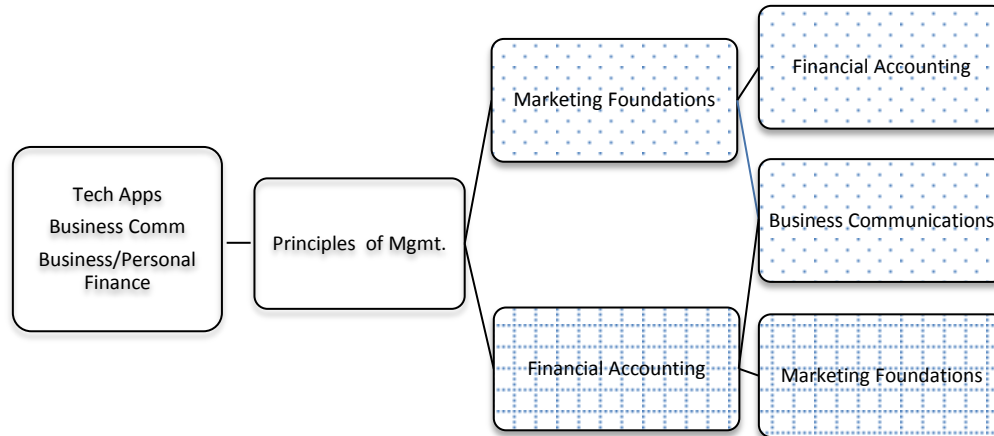 Tech Apps
Business Comm
Business/Personal
Finance
Principles of Mgmt.
Marketing Foundations
Financial Accounting
Financial Accounting
Business Communications
Marketing Foundations